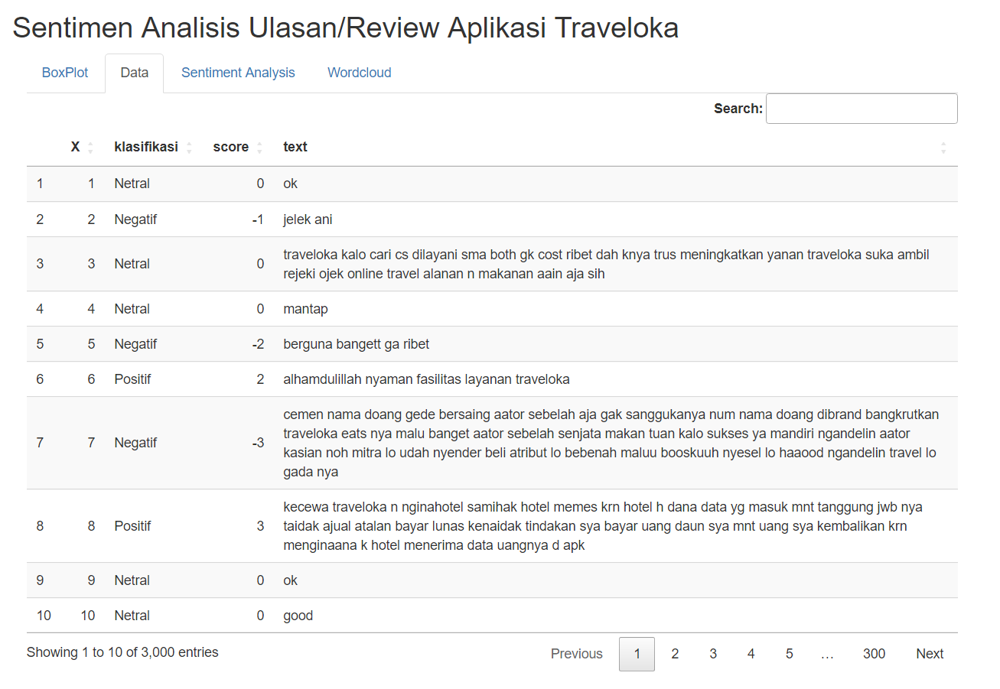 Sentimen Analisis Ulasan/Review Aplikasi Traveloka
BoxPlot Data Sentiment Analysis Wordcloud
Search:
X klasifikasi score text
1 1 Netral 0 ok
2 2 Negatif -1 jelek ani
3 3 Netral 0 traveloka kalo cari cs dilayani sma both gk cost ribet dah knya trus meningkatkan yanan traveloka suka ambil
rejeki ojek online travel alanan n makanan aain aja sih
4 4 Netral 0 mantap
5 5 Negatif -2 berguna bangett ga ribet
6 6 Positif 2 alhamdulillah nyaman fasilitas layanan traveloka
7 7 Negatif -3 cemen nama doang gede bersaing aator sebelah aja gak sanggukanya num nama doang dibrand bangkrutkan
traveloka eats nya malu banget aator sebelah senjata makan tuan kalo sukses ya mandiri ngandelin aator
kasian noh mitra lo udah nyender beli atribut lo bebenah maluu booskuuh nyesel lo haaood ngandelin travel lo
gada nya
8 8 Positif 3 kecewa traveloka n nginahotel samihak hotel memes krn hotel h dana data yg masuk mnt tanggung jwb nya
taidak ajual atalan bayar lunas kenaidak tindakan sya bayar uang daun sya mnt uang sya kembalikan krn
menginaana k hotel menerima data uangnya d apk
9 9 Netral 0 ok
10 10 Netral 0 good
Showing 1 to 10 of 3,000 entries
Previous 1 2 3 4 5 … 300 Next